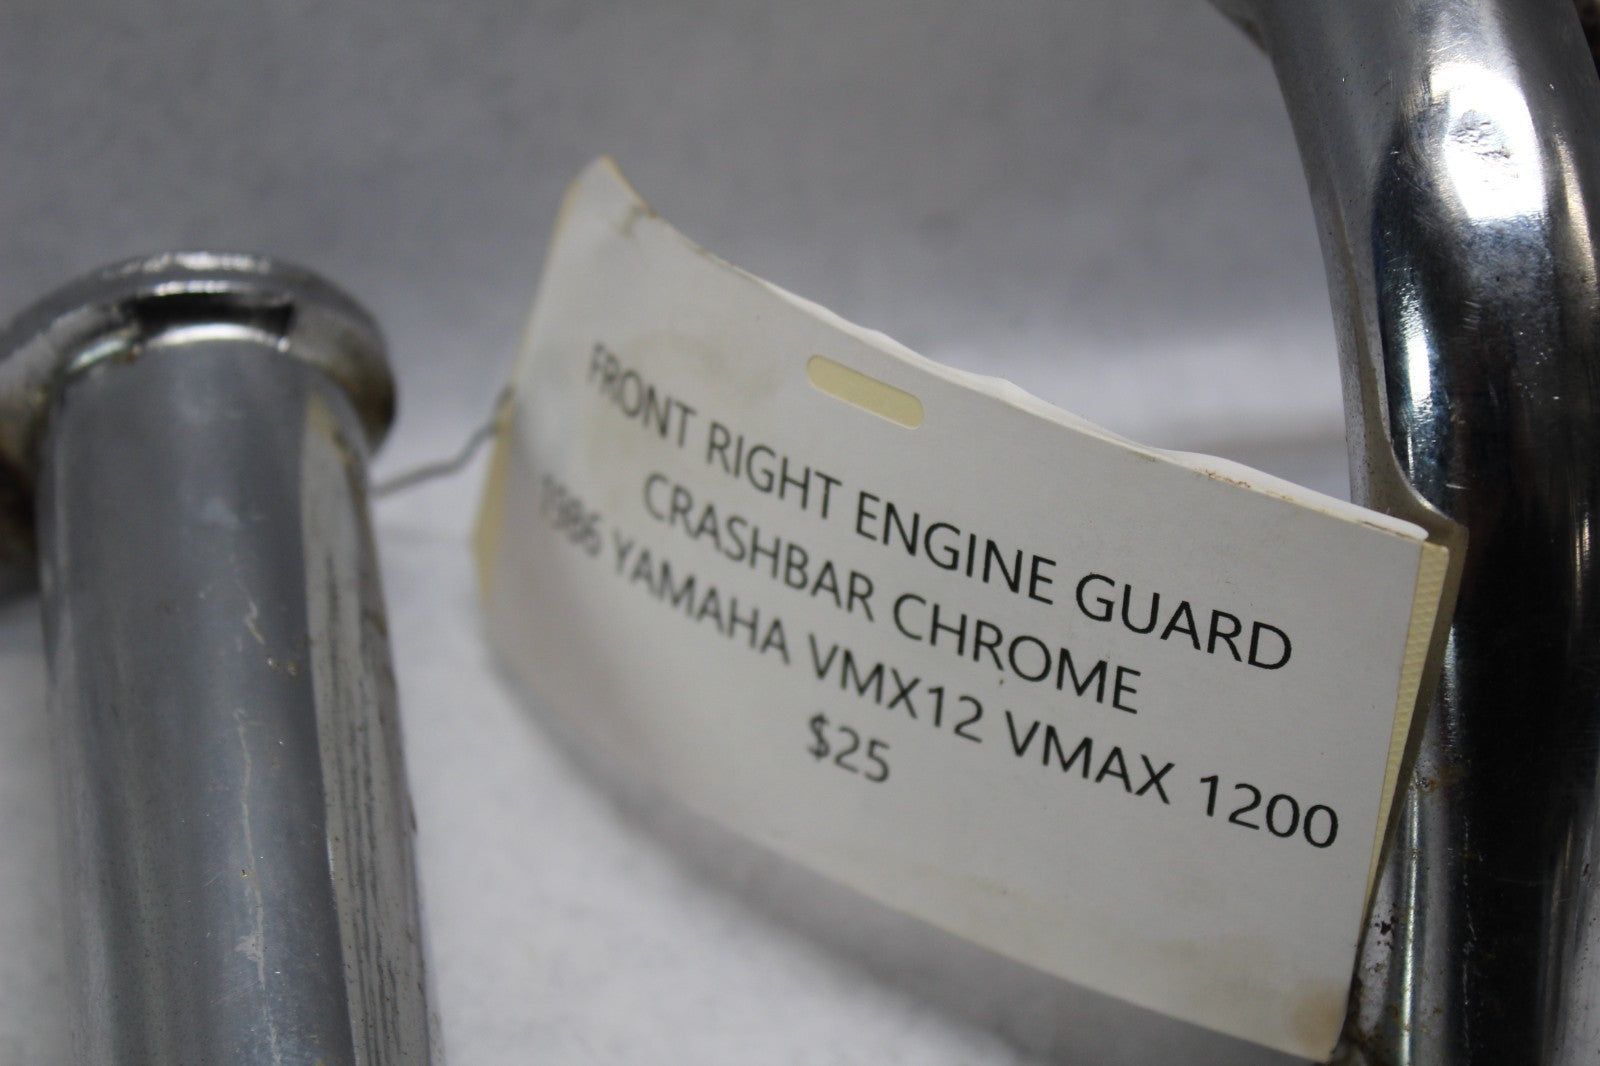 FRONT RIGHT ENGINE GUARD
CRASHBAR CHROME
1986 YAMAHA VMX12 VMAX 1200
$25